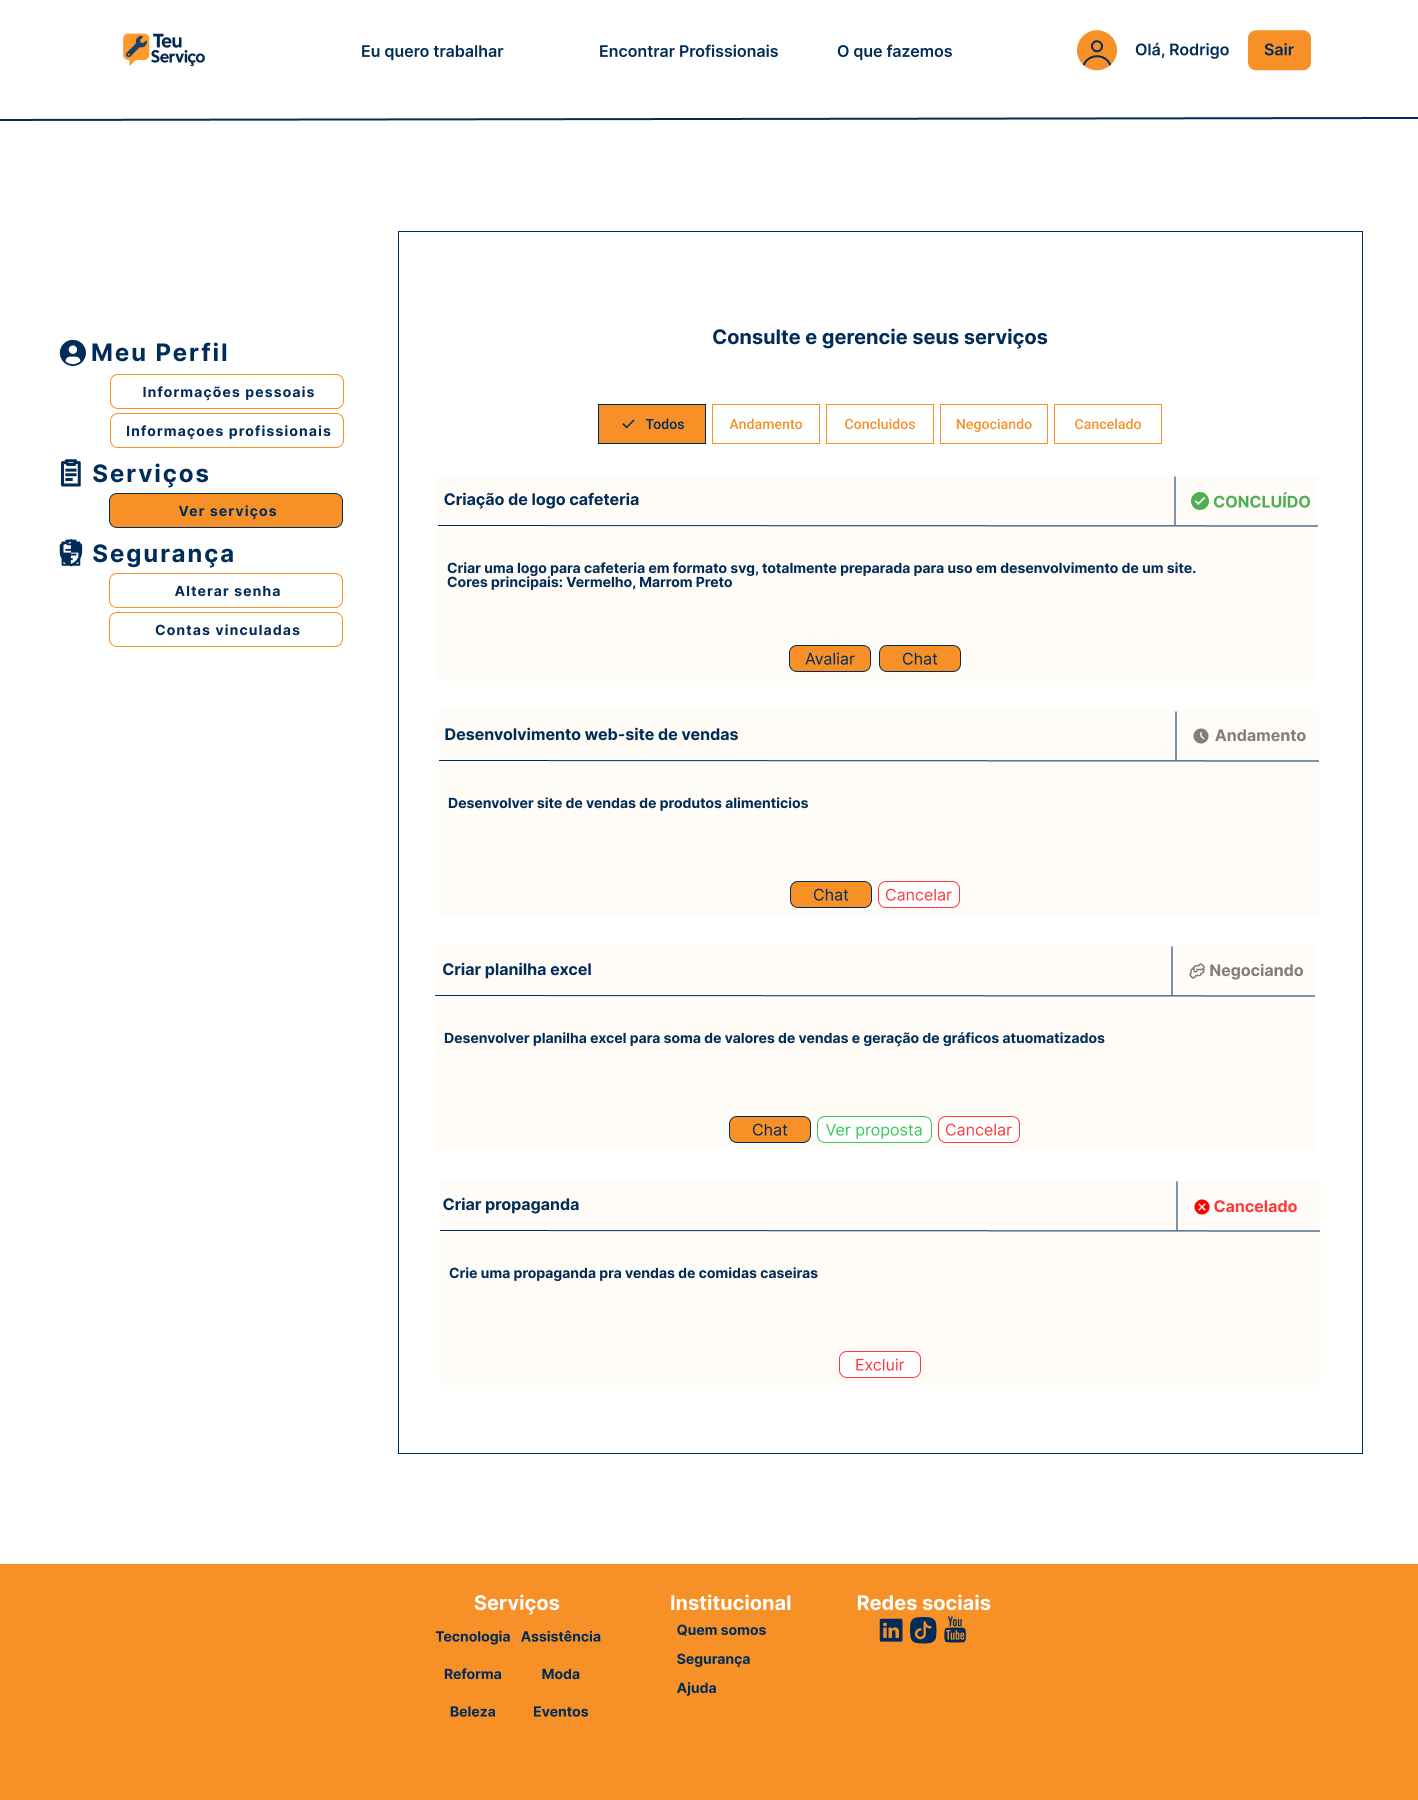 Teu
Serviço
Eu quero trabalhar
Encontrar Profissionais
O que fazemos
Olá, Rodrigo
Sair
Meu Perfil
Informações pessoais
Informaçoes profissionais
Serviços
Ver serviços
Segurança
Alterar senha
Contas vinculadas
Consulte e gerencie seus serviços
Todos
Andamento
Concluidos
Negociando
Cancelado
Criação de logo cafeteria
CONCLUÍDO
Criar uma logo para cafeteria em formato svg, totalmente preparada para uso em desenvolvimento de um site.
Cores principais: Vermelho, Marrom Preto
Avaliar
Chat
Desenvolvimento web-site de vendas
Andamento
Desenvolver site de vendas de produtos alimenticios
Chat
Cancelar
Criar planilha excel
Negociando
Desenvolver planilha excel para soma de valores de vendas e geração de gráficos atuomatizados
Chat
Ver proposta
Cancelar
Criar propaganda
Cancelado
Crie uma propaganda pra vendas de comidas caseiras
Excluir
Serviços
Tecnologia Assistência
Reforma Moda
Beleza Eventos
Institucional
Quem somos
Segurança
Ajuda
Redes sociais
in
You
Tube